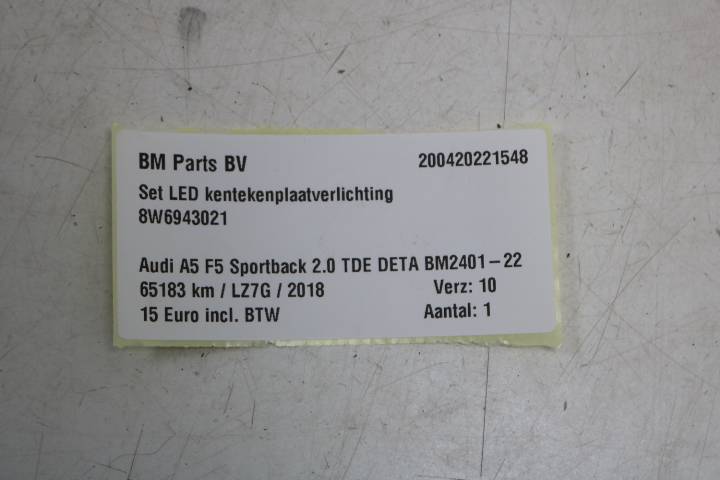 BM Parts BV 200420221548
Set LED kentekenplaatverlichting
8W6943021
Audi A5 F5 Sportback 2.0 TDE DETA BM2401-22
65183 km / LZ7G / 2018 Verz: 10
15 Euro incl. BTW Aantal: 1